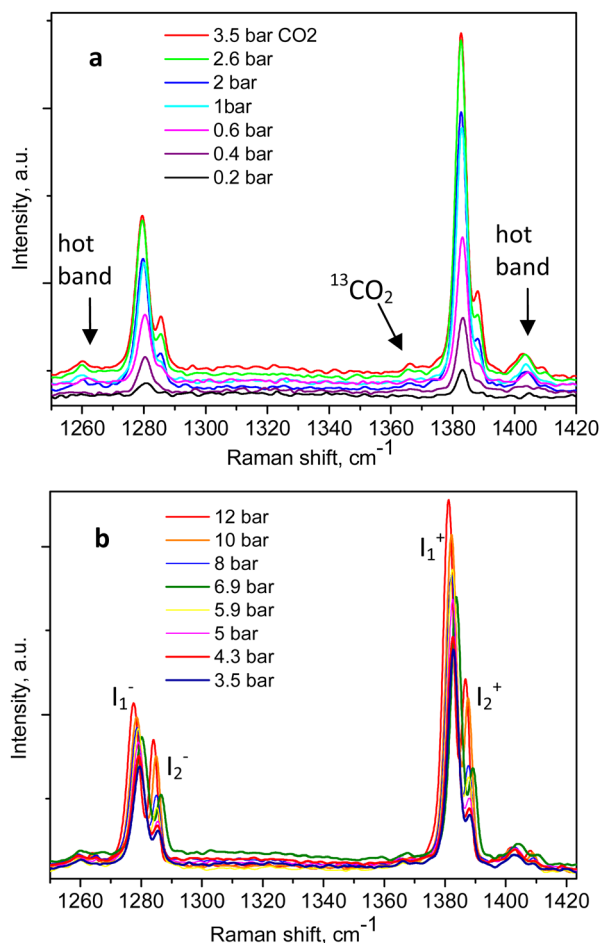 a
3.5 bar CO2
2.6 bar
2 bar
1bar
0.6 bar
0.4 bar
0.2 bar
hot
band
¹³CO₂
hot
band
Intensity, a.u.
1260 1280 1300 1320 1340 1360 1380 1400 1420
Raman shift, cm⁻¹
b
12 bar
10 bar
8 bar
6.9 bar
5.9 bar
5 bar
4.3 bar
3.5 bar
I₁⁻
I₂⁻
I₁⁺
I₂⁺
Intensity, a.u.
1260 1280 1300 1320 1340 1360 1380 1400 1420
Raman shift, cm⁻¹